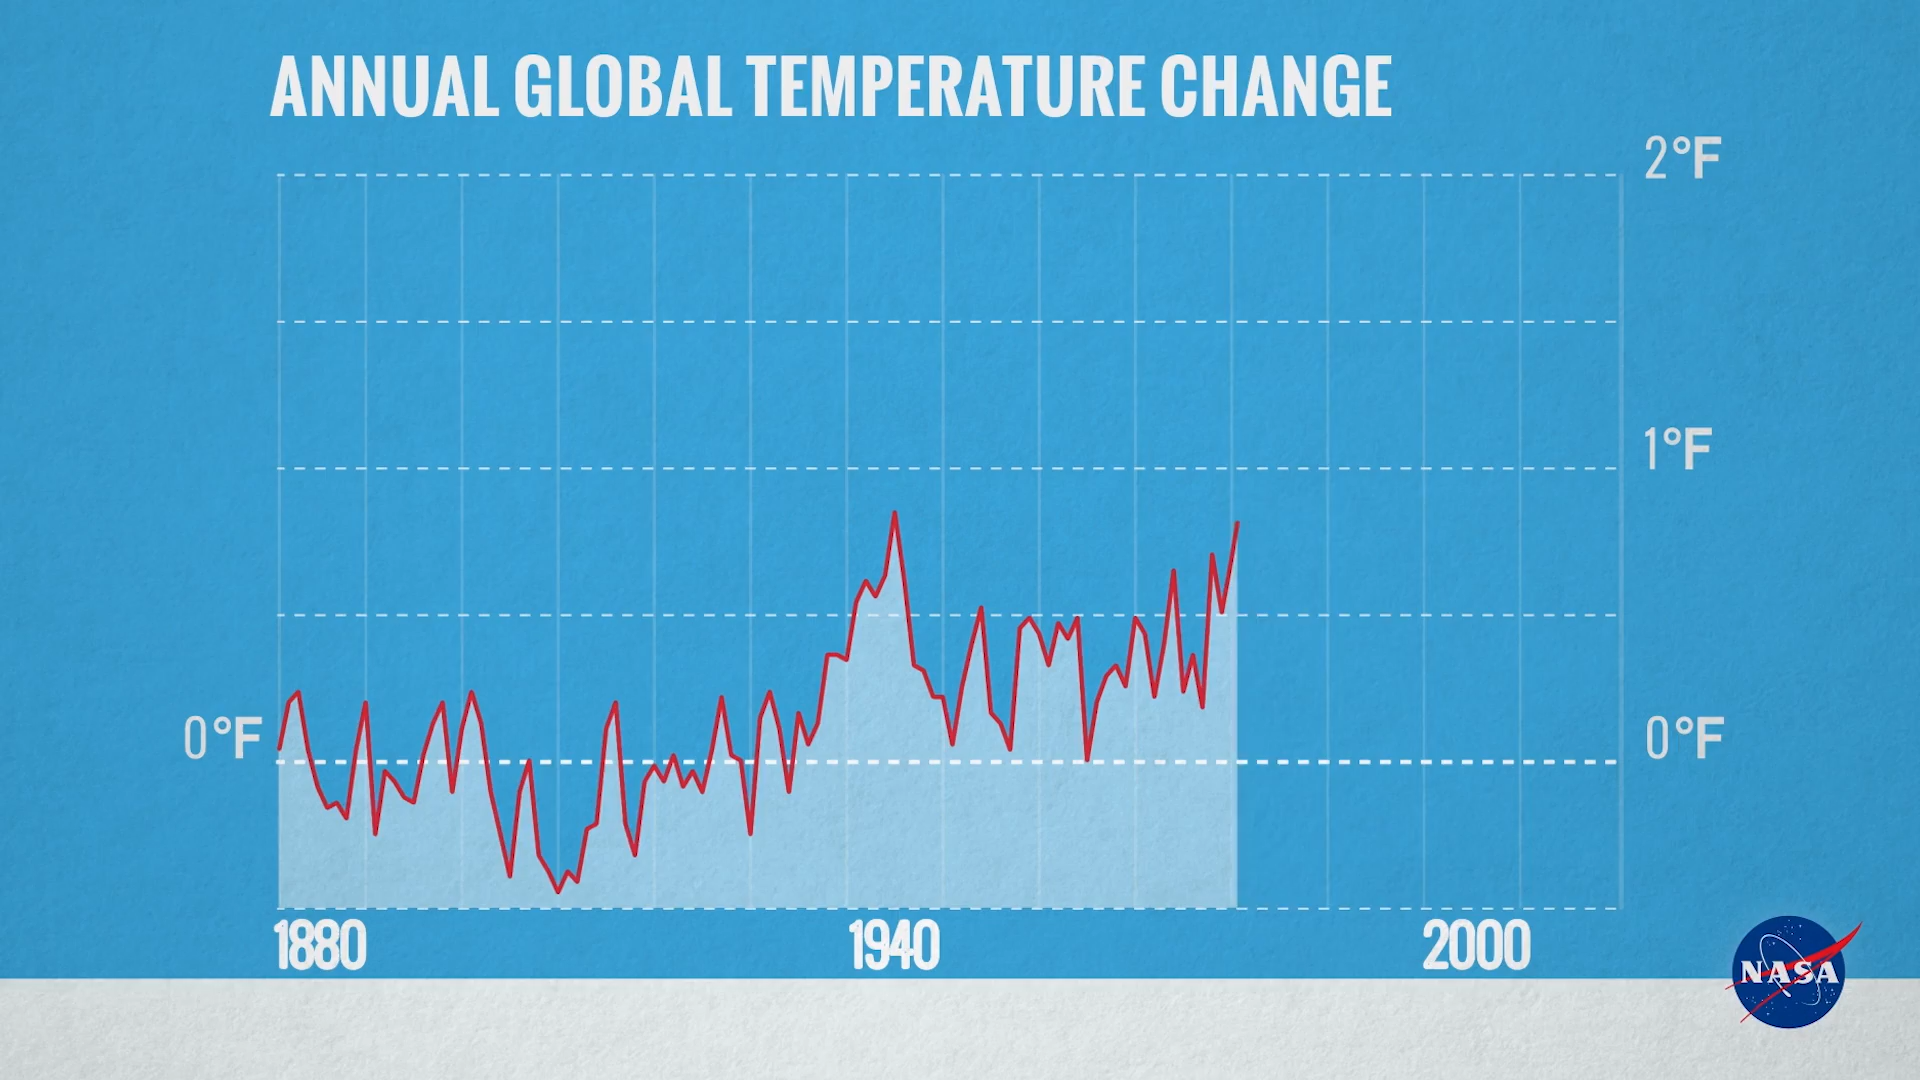 ANNUAL GLOBAL TEMPERATURE CHANGE
2°F
1°F
0°F
0°F
1880
1940
2000
NASA